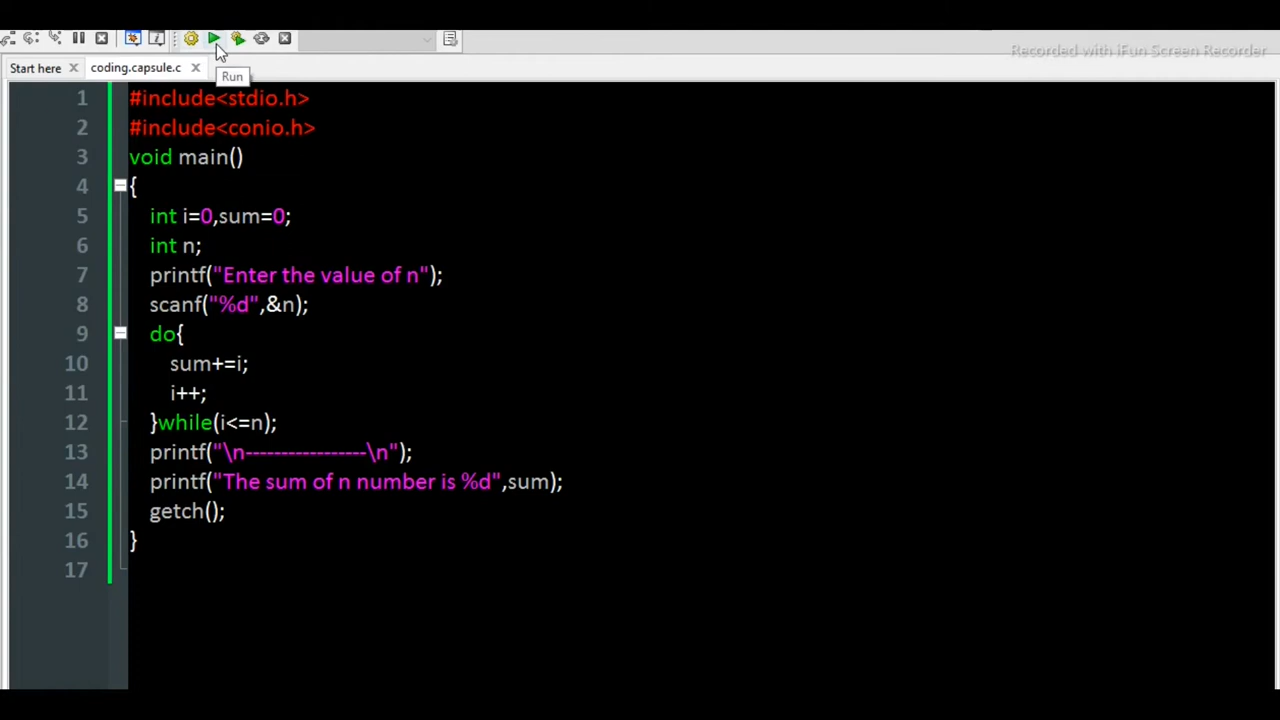 Recorded with iFun Screen Recorder
Start here
coding.capsule.c
Run
1 #include<stdio.h>
2 #include<conio.h>
3 void main()
4 {
5 int i=0,sum=0;
6 int n;
7 printf("Enter the value of n");
8 scanf("%d",&n);
9 do{
10 sum+=i;
11 i++;
12 }while(i<=n);
13 printf("\n-----------------\n");
14 printf("The sum of n number is %d",sum);
15 getch();
16 }
17